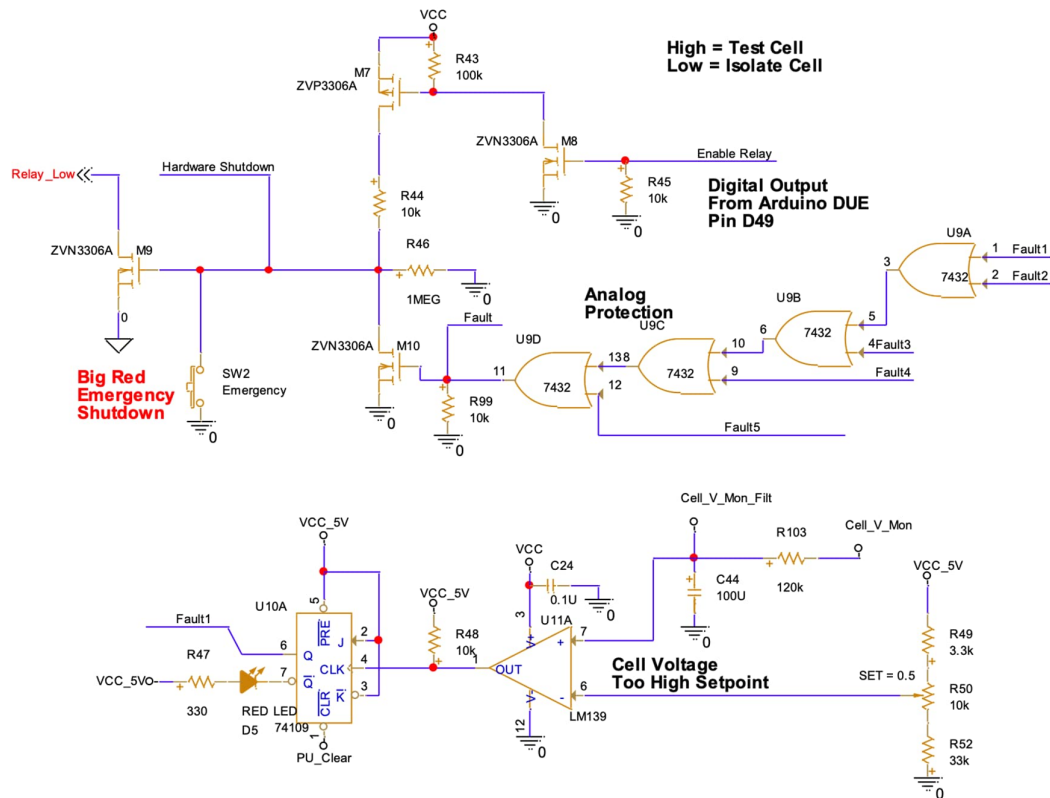 VCC
High = Test Cell
Low = Isolate Cell
R43
100k
M7
ZVP3306A
ZVN3306A
M8
Enable Relay
Hardware Shutdown
Relay_Low
R44
10k
R45
10k
0
Digital Output
From Arduino DUE
Pin D49
ZVN3306A
M9
R46
1MEG
0
0
0
U9A
1
Fault1
3
7432
2
Fault2
Analog
Protection
U9B
5
6
7432
4
Fault3
U9C
10
8
7432
9
Fault4
U9D
13
11
7432
12
Fault5
Fault
ZVN3306A
M10
R99
10k
0
0
Big Red
Emergency
Shutdown
SW2
Emergency
0
Cell_V_Mon_Filt
R103
Cell_V_Mon
120k
C44
100U
0
VCC_5V
VCC
C24
0.1U
0
VCC_5V
VCC_5V
5
U10A
Fault1
6
Q
PRE
J
2
R47
7
Q
CLK
4
VCC_5V
330
RED LED
D5
74109
CLR
K
3
1
PU_Clear
R48
10k
1
3
V+
U11A
+
7
OUT
-
6
V-
12
LM139
0
Cell Voltage
Too High Setpoint
R49
3.3k
SET = 0.5
R50
10k
R52
33k
0